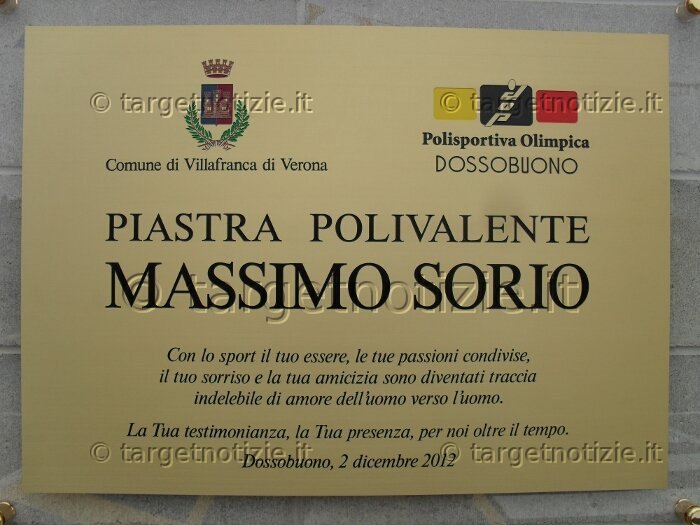 © targetnotizie.it © targetnotizie.it
Comune di Villafranca di Verona
Polisportiva Olimpica
DOSSOBUONO
PIASTRA POLIVALENTE
MASSIMO SORIO
© targetnotizie.it
Con lo sport il tuo essere, le tue passioni condivise,
il tuo sorriso e la tua amicizia sono diventati traccia
indelebile di amore dell'uomo verso l'uomo.
La Tua testimonianza, la Tua presenza, per noi oltre il tempo.
© targetnotizie.it © targetnotizie.it
Dossobuono, 2 dicembre 2012